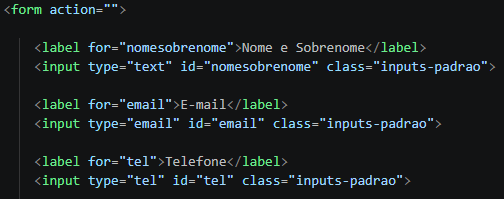 <form action="">
<label for="nomesobrenome">Nome e Sobrenome</label>
<input type="text" id="nomesobrenome" class="inputs-padrao">
<label for="email">E-mail</label>
<input type="email" id="email" class="inputs-padrao">
<label for="tel">Telefone</label>
<input type="tel" id="tel" class="inputs-padrao">